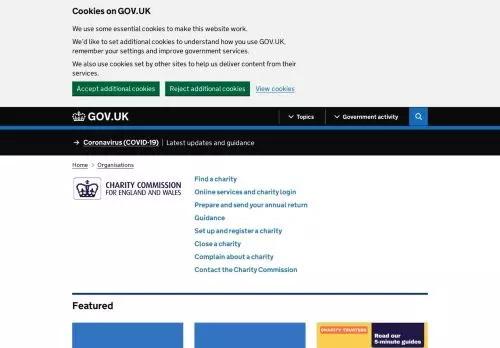 Cookies on GOV.UK
We use some essential cookies to make this website work.
We'd like to set additional cookies to understand how you use GOV.UK,
remember your settings and improve government services.
We also use cookies set by other sites to help us deliver content from their
services.
Accept additional cookies Reject additional cookies View cookies
GOV.UK Topics Government activity
→ Coronavirus (COVID-19) Latest updates and guidance
Home > Organisations
CHARITY COMMISSION
FOR ENGLAND AND WALES
Find a charity
Online services and charity login
Prepare and send your annual return
Guidance
Set up and register a charity
Close a charity
Complain about a charity
Contact the Charity Commission
Featured
CHARITY TRUSTEES
Read our
5-minute guides